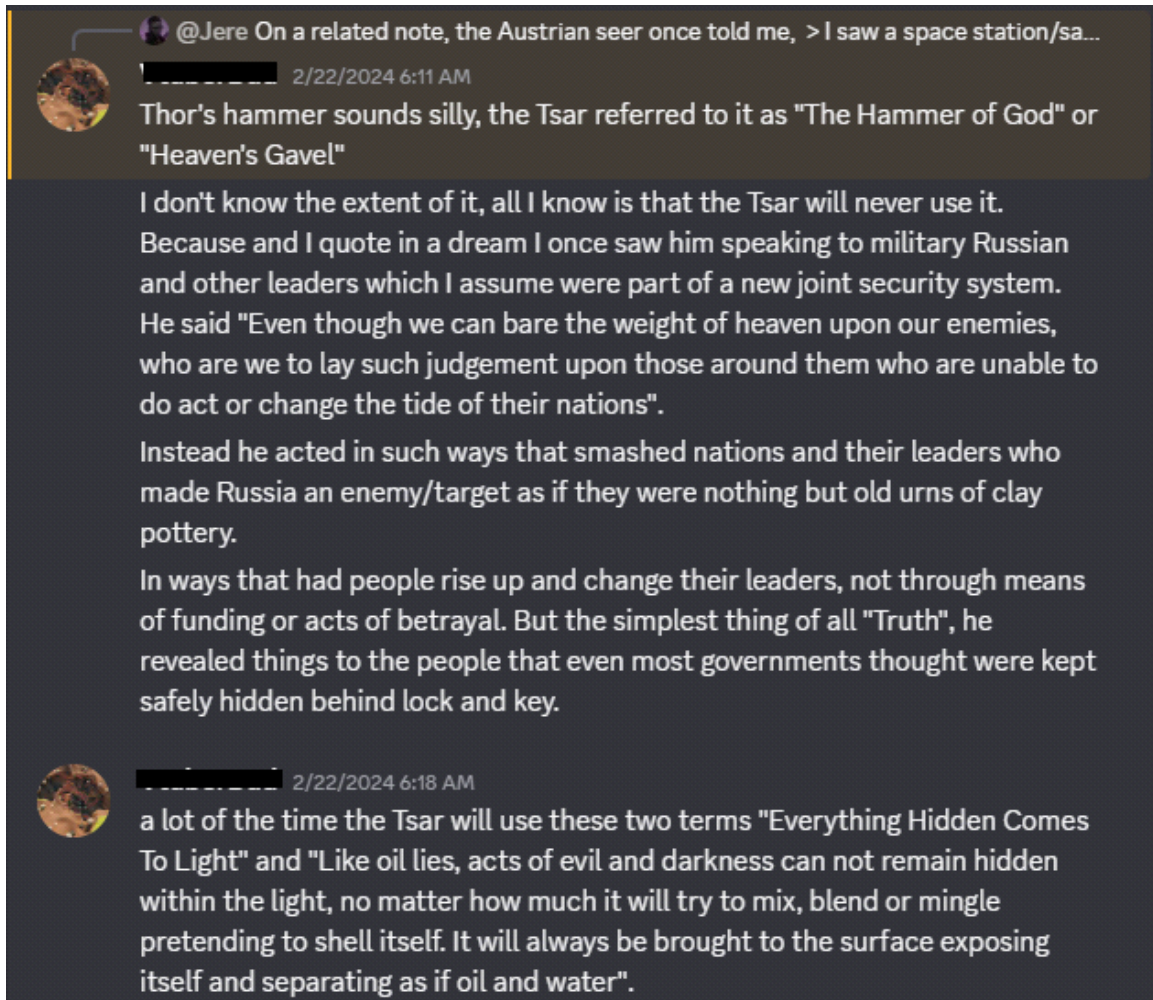 @Jere On a related note, the Austrian seer once told me, >I saw a space station/sa...
2/22/2024 6:11 AM
Thor's hammer sounds silly, the Tsar referred to it as "The Hammer of God" or
"Heaven's Gavel"
I don't know the extent of it, all I know is that the Tsar will never use it.
Because and I quote in a dream I once saw him speaking to military Russian
and other leaders which I assume were part of a new joint security system.
He said "Even though we can bare the weight of heaven upon our enemies,
who are we to lay such judgement upon those around them who are unable to
do act or change the tide of their nations".
Instead he acted in such ways that smashed nations and their leaders who
made Russia an enemy/target as if they were nothing but old urns of clay
pottery.
In ways that had people rise up and change their leaders, not through means
of funding or acts of betrayal. But the simplest thing of all "Truth", he
revealed things to the people that even most governments thought were kept
safely hidden behind lock and key.
2/22/2024 6:18 AM
a lot of the time the Tsar will use these two terms "Everything Hidden Comes
To Light" and "Like oil lies, acts of evil and darkness can not remain hidden
within the light, no matter how much it will try to mix, blend or mingle
pretending to shell itself. It will always be brought to the surface exposing
itself and separating as if oil and water".